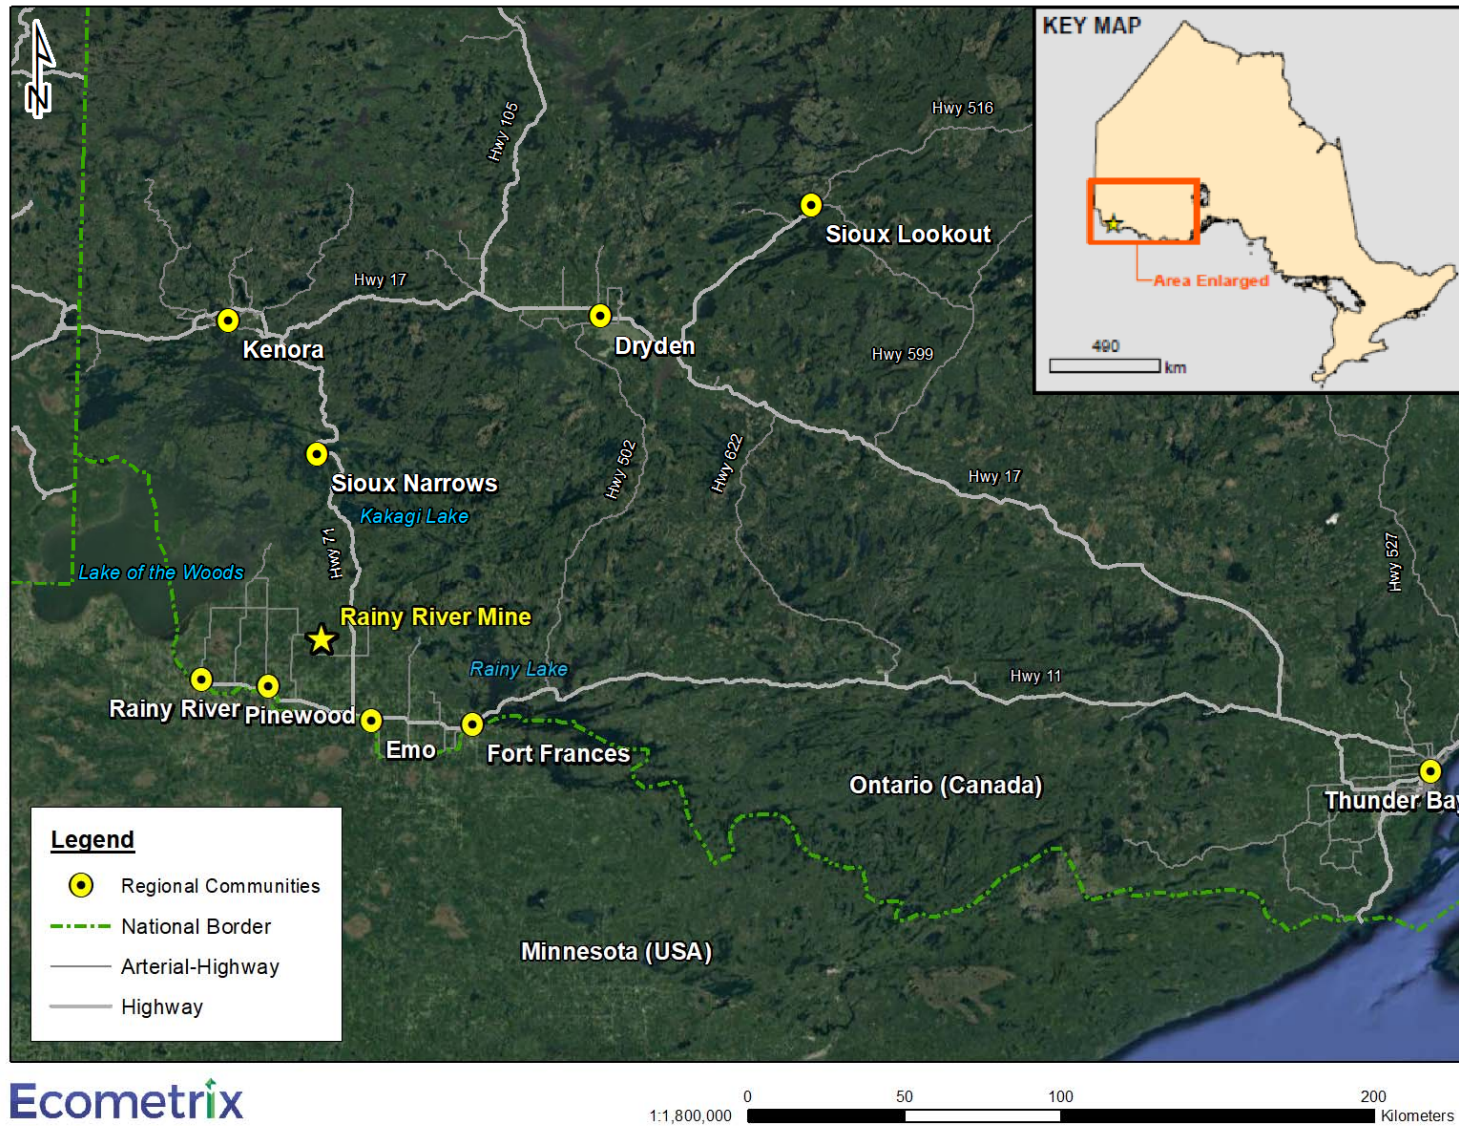 KEY MAP
Area Enlarged
490
km
N
Hwy 105
Hwy 516
Sioux Lookout
Hwy 17
Kenora
Dryden
Hwy 599
Hwy 502
Hwy 622
Sioux Narrows
Kakagi Lake
Hwy 17
Hwy 71
Hwy 527
Lake of the Woods
Rainy River Mine
Rainy Lake
Hwy 11
Rainy River
Pinewood
Emo
Fort Frances
Ontario (Canada)
Thunder Bay
Minnesota (USA)
Legend
Regional Communities
National Border
Arterial-Highway
Highway
Ecometrix
1:1,800,000
0 50 100 200
Kilometers